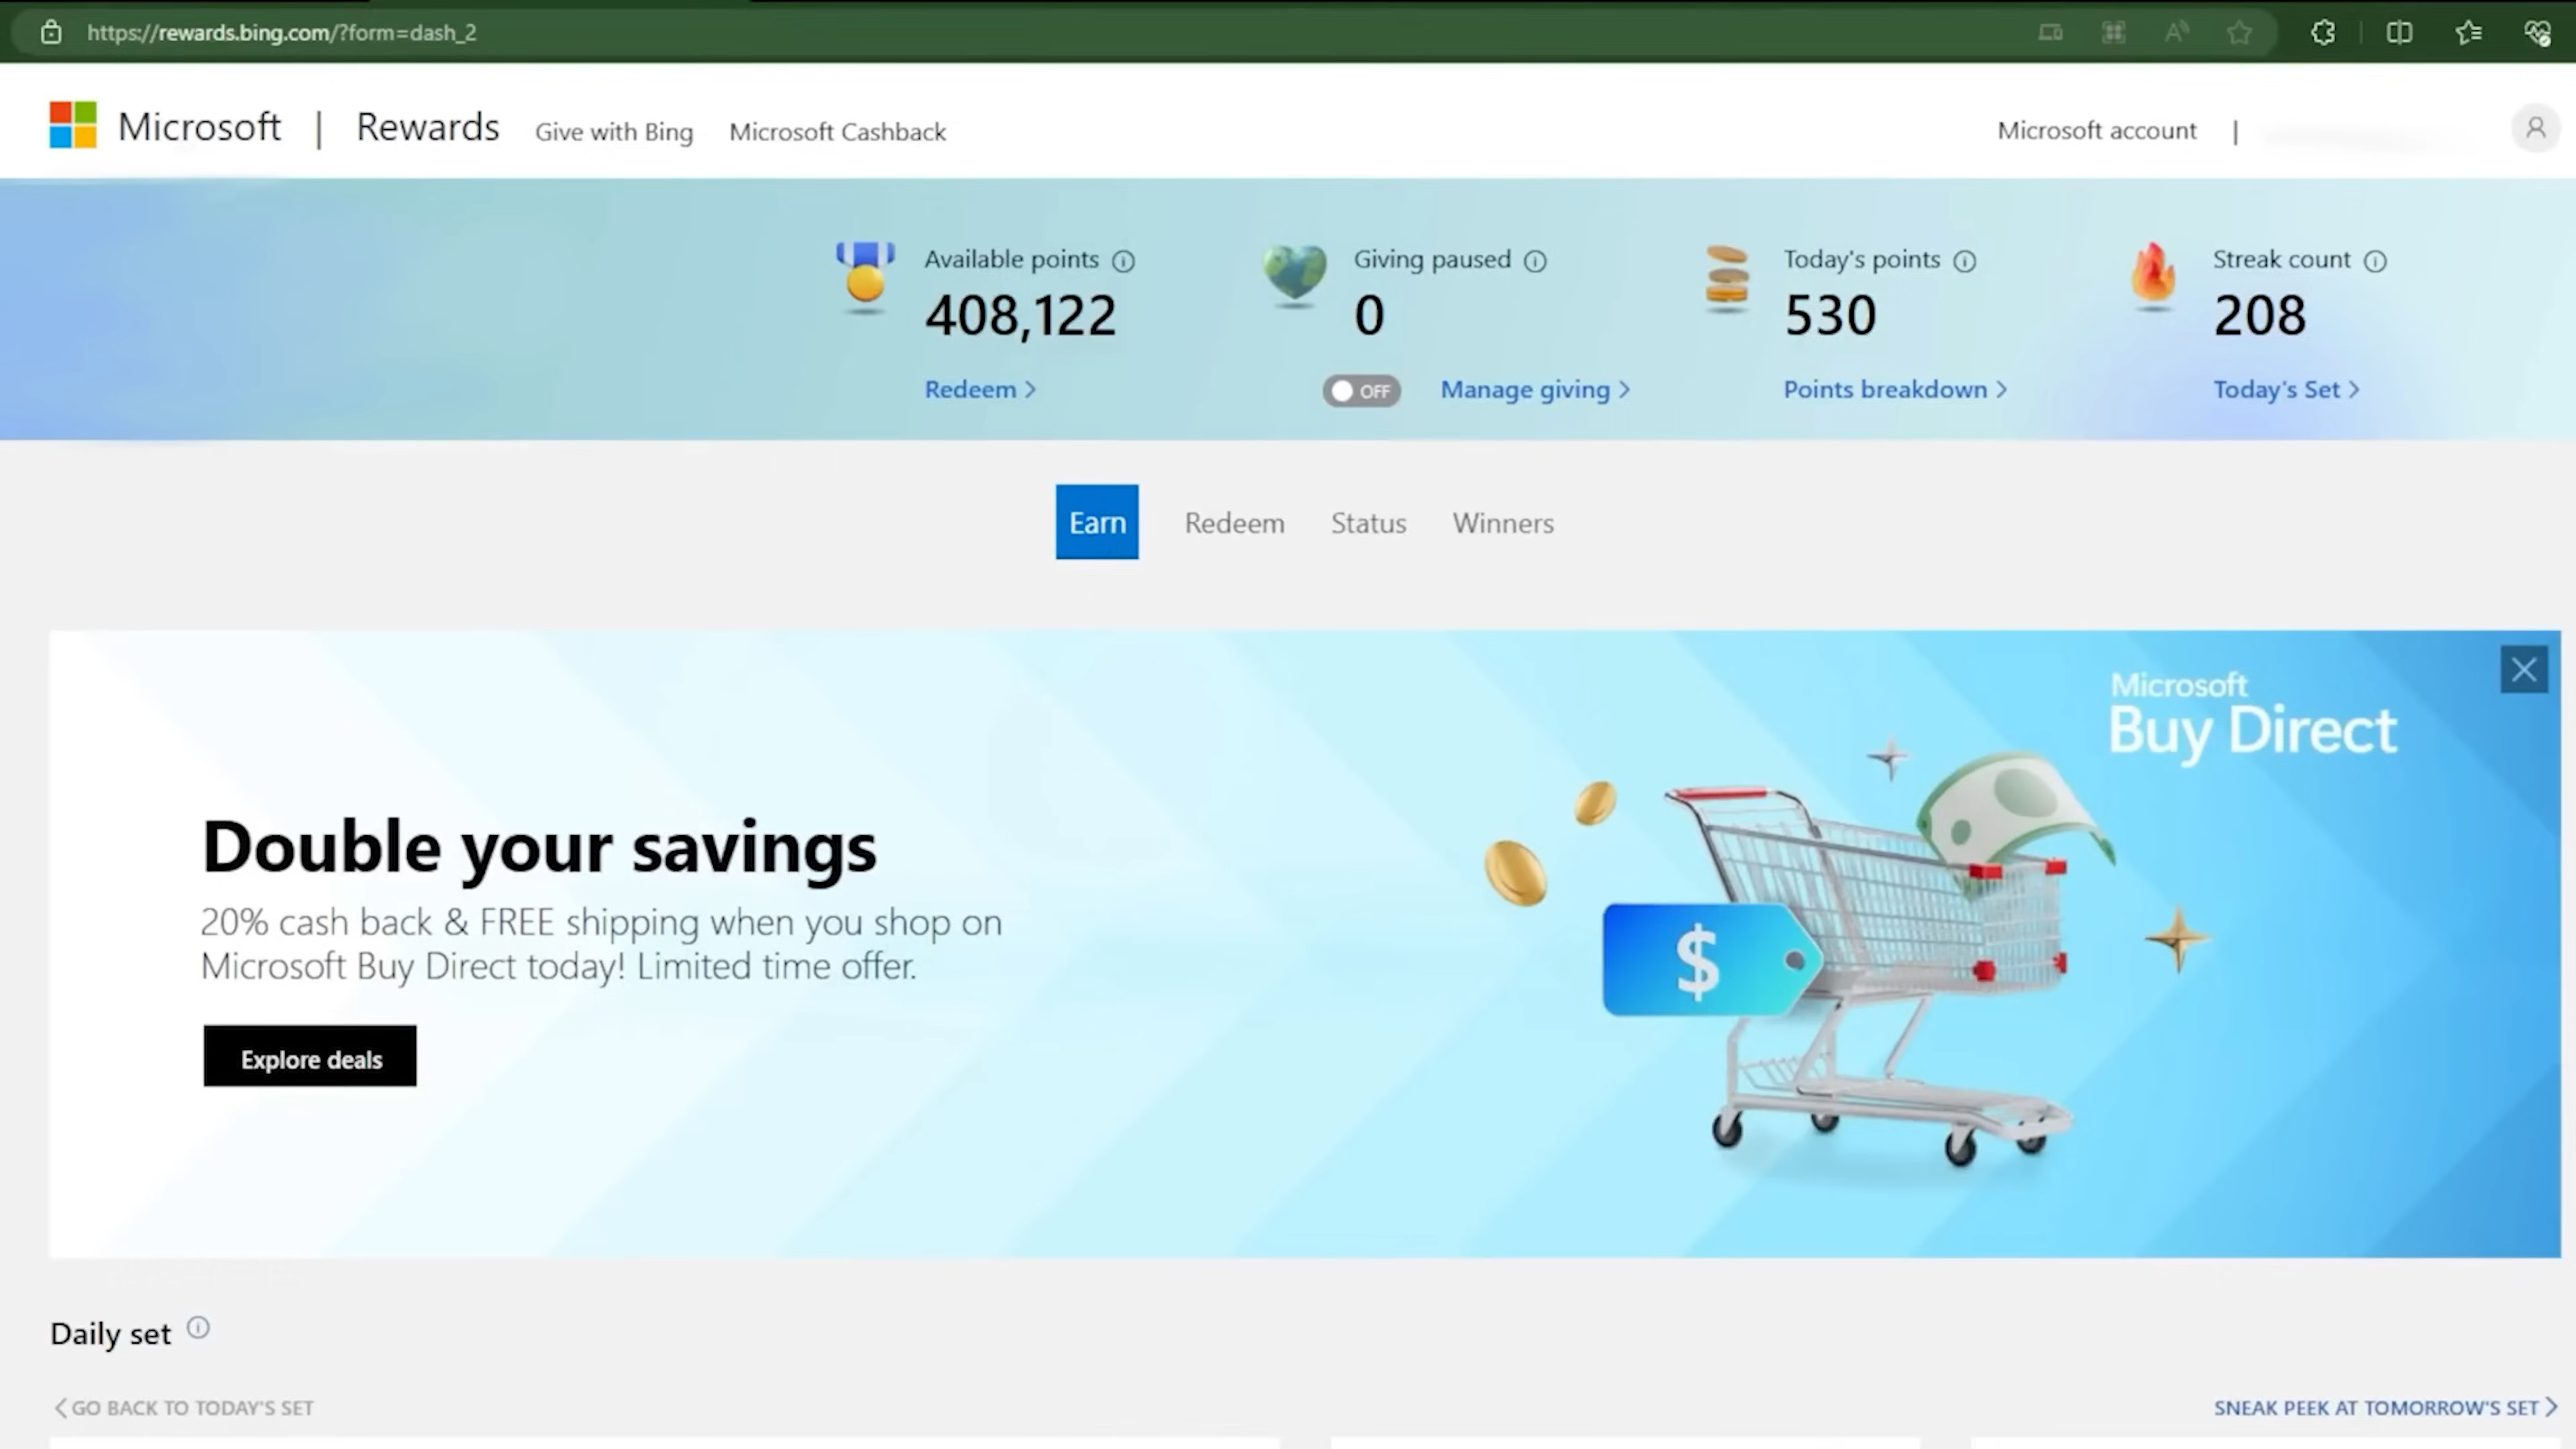 https://rewards.bing.com/?form=dash_2
Microsoft | Rewards Give with Bing Microsoft Cashback Microsoft account |
Available points Giving paused Today's points Streak count
408,122 0 530 208
Redeem > OFF Manage giving > Points breakdown > Today's Set >
Earn Redeem Status Winners
Microsoft
Buy Direct
Double your savings
20% cash back & FREE shipping when you shop on
Microsoft Buy Direct today! Limited time offer.
$
Explore deals
Daily set
< GO BACK TO TODAY'S SET SNEAK PEEK AT TOMORROW'S SET >